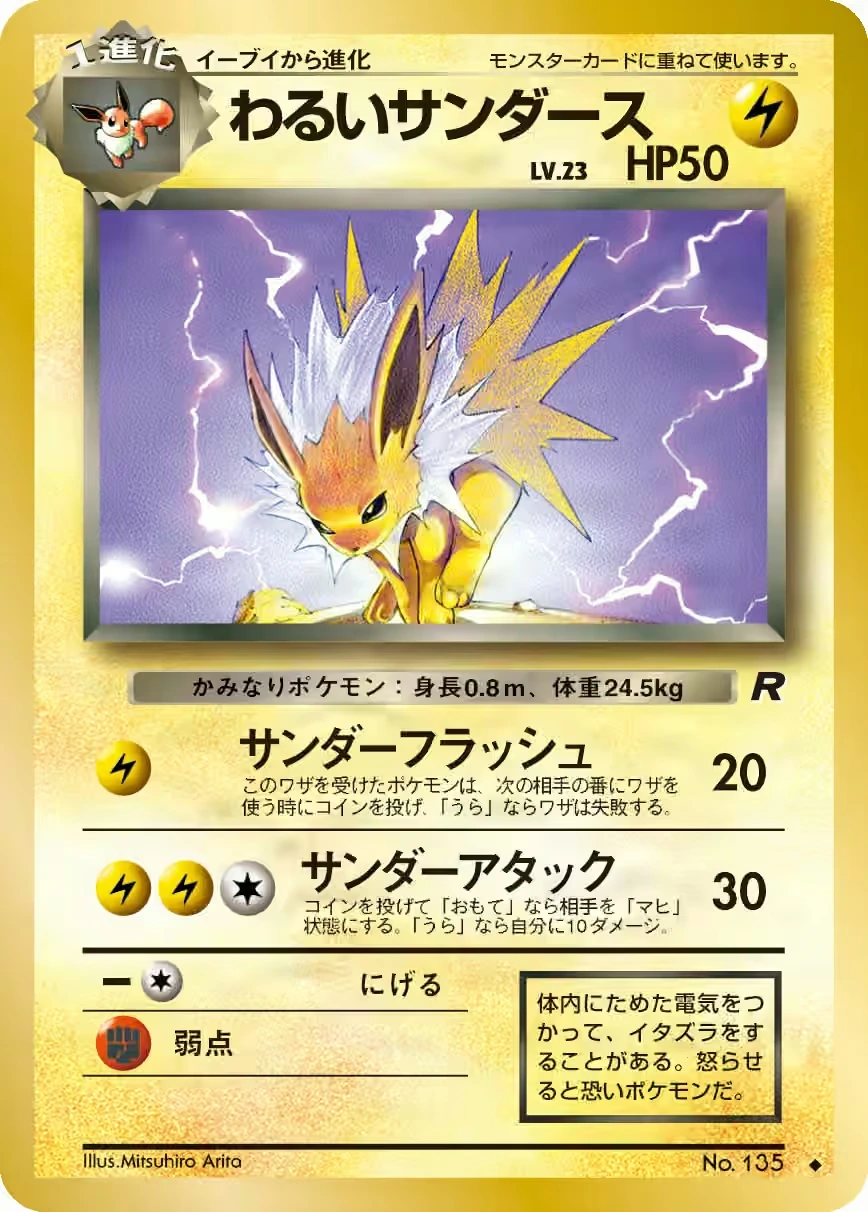 1進化
イーブイから進化
モンスターカードに重ねて使います。
わるいサンダース
LV.23 HP50
かみなりポケモン：身長0.8m、体重24.5kg
R
サンダーフラッシュ 20
このワザを受けたポケモンは、次の相手の番にワザを
使う時にコインを投げ、「うら」ならワザは失敗する。
サンダーアタック 30
コインを投げて「おもて」なら相手を「マヒ」
状態にする。「うら」なら自分に10ダメージ。
にげる
弱点
体内にためた電気をつ
かって、イタズラをす
ることがある。怒らせ
ると恐いポケモンだ。
Illus.Mitsuhiro Arita
No. 135